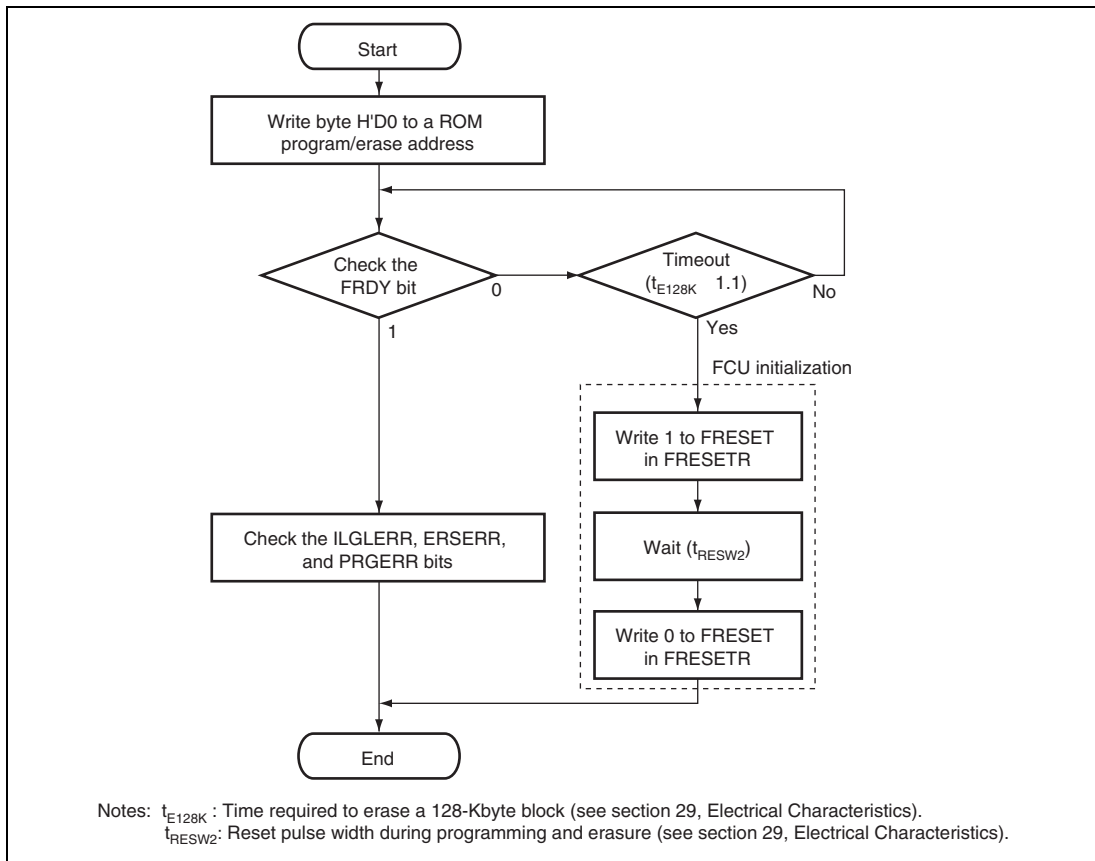 Start
Write byte H'D0 to a ROM
program/erase address
Check the
FRDY bit
0
1
Timeout
(tE128K 1.1)
No
Yes
FCU initialization
Write 1 to FRESET
in FRESETR
Wait (tRESW2)
Write 0 to FRESET
in FRESETR
Check the ILGLERR, ERSERR,
and PRGERR bits
End
Notes: tE128K : Time required to erase a 128-Kbyte block (see section 29, Electrical Characteristics).
tRESW2: Reset pulse width during programming and erasure (see section 29, Electrical Characteristics).